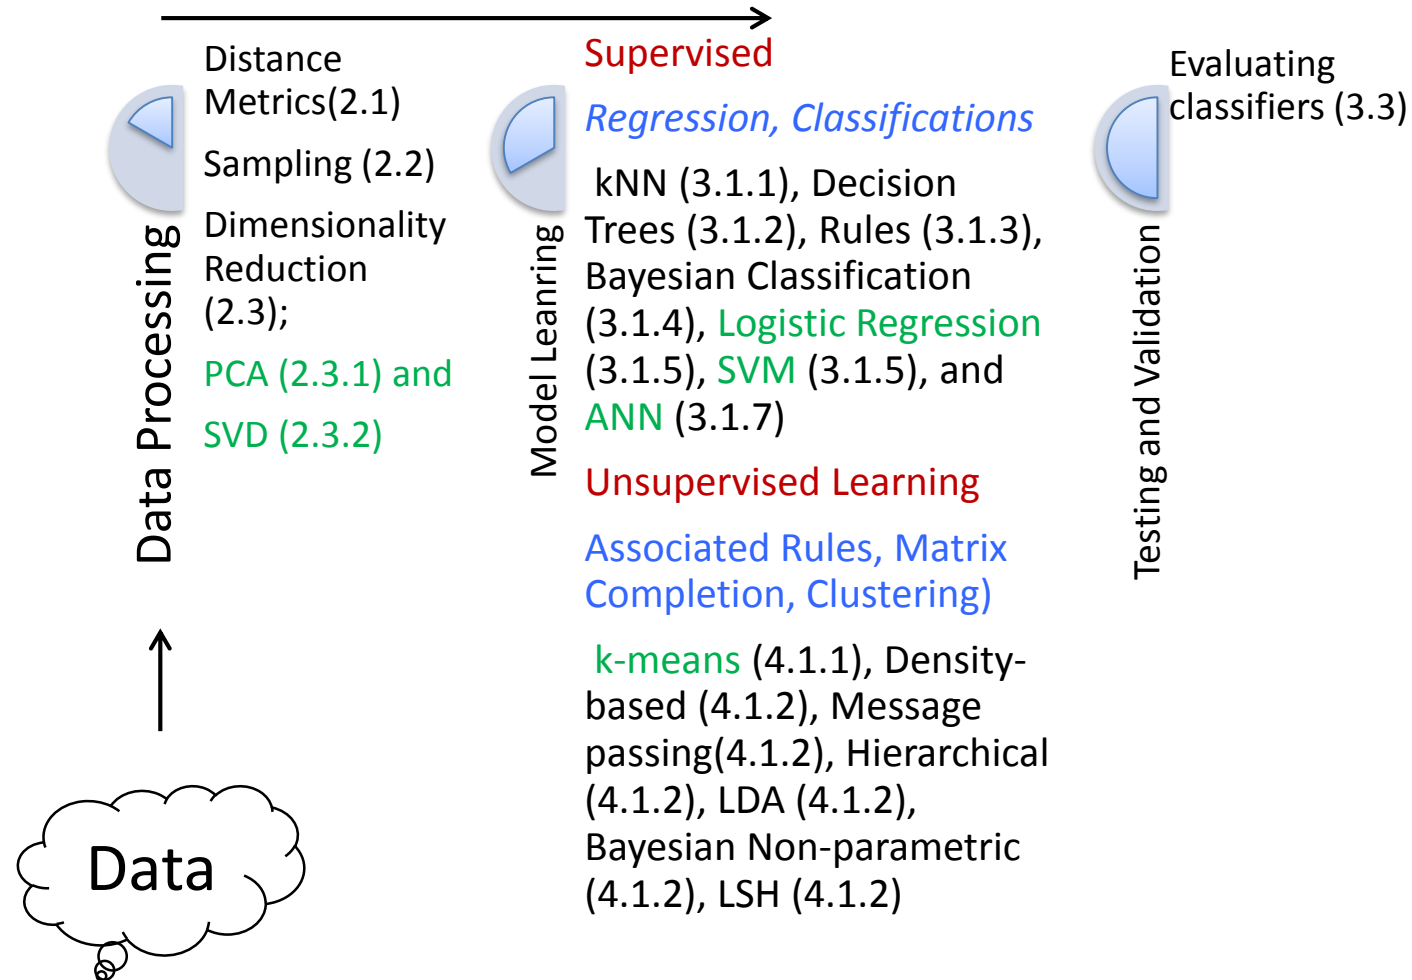 Distance
Metrics(2.1)
Sampling (2.2)
Dimensionality
Reduction
(2.3);
PCA (2.3.1) and
SVD (2.3.2)
Data Processing
Data
Supervised
Regression, Classifications
kNN (3.1.1), Decision
Trees (3.1.2), Rules (3.1.3),
Bayesian Classification
(3.1.4), Logistic Regression
(3.1.5), SVM (3.1.5), and
ANN (3.1.7)
Unsupervised Learning
Associated Rules, Matrix
Completion, Clustering)
k-means (4.1.1), Density-
based (4.1.2), Message
passing(4.1.2), Hierarchical
(4.1.2), LDA (4.1.2),
Bayesian Non-parametric
(4.1.2), LSH (4.1.2)
Model Leanring
Evaluating
classifiers (3.3)
Testing and Validation